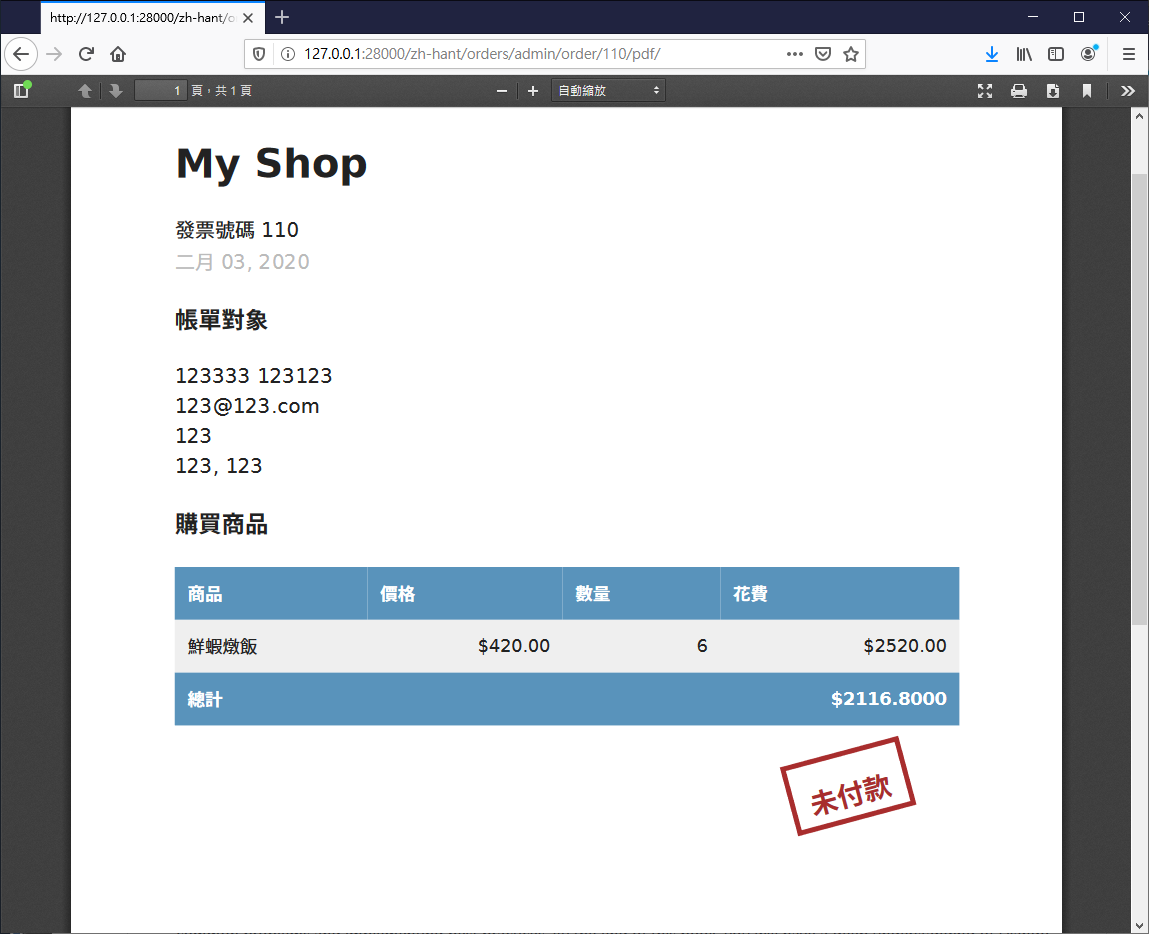 http://127.0.0.1:28000/zh-hant/o
127.0.0.1:28000/zh-hant/orders/admin/order/110/pdf/
1 頁，共 1 頁
自動縮放
My Shop
發票號碼 110
二月 03, 2020
帳單對象
123333 123123
123@123.com
123
123, 123
購買商品
商品 價格 數量 花費
鮮蝦燉飯 $420.00 6 $2520.00
總計 $2116.8000
未付款